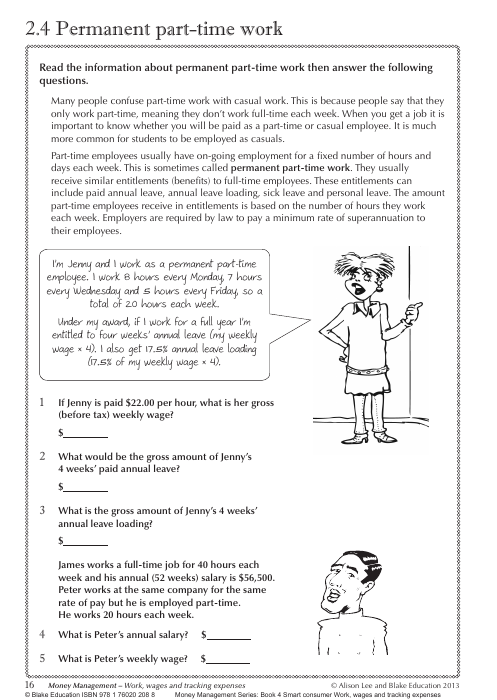 2.4 Permanent part-time work
Read the information about permanent part-time work then answer the following
questions.
Many people confuse part-time work with casual work. This is because people say that they
only work part-time, meaning they don't work full-time each week. When you get a job it is
important to know whether you will be paid as a part-time or casual employee. It is much
more common for students to be employed as casuals.
Part-time employees usually have on-going employment for a fixed number of hours and
days each week. This is sometimes called permanent part-time work. They usually
receive similar entitlements (benefits) to full-time employees. These entitlements can
include paid annual leave, annual leave loading, sick leave and personal leave. The amount
part-time employees receive in entitlements is based on the number of hours they work
each week. Employers are required by law to pay a minimum rate of superannuation to
their employees.
I'm Jenny and I work as a permanent part-time
employee. I work 8 hours every Monday, 7 hours
every Wednesday and 5 hours every Friday, so a
total of 20 hours each week.
Under my award, if I work for a full year I'm
entitled to four weeks' annual leave (my weekly
wage × 4). I also get 17.5% annual leave loading
(17.5% of my weekly wage × 4).
1 If Jenny is paid $22.00 per hour, what is her gross
(before tax) weekly wage?
$________
2 What would be the gross amount of Jenny's
4 weeks' paid annual leave?
$________
3 What is the gross amount of Jenny's 4 weeks'
annual leave loading?
$________
James works a full-time job for 40 hours each
week and his annual (52 weeks) salary is $56,500.
Peter works at the same company for the same
rate of pay but he is employed part-time.
He works 20 hours each week.
4 What is Peter's annual salary? $________
5 What is Peter's weekly wage? $________
16 Money Management – Work, wages and tracking expenses © Alison Lee and Blake Education 2013
© Blake Education ISBN 978 1 76020 208 8 Money Management Series: Book 4 Smart consumer Work, wages and tracking expenses